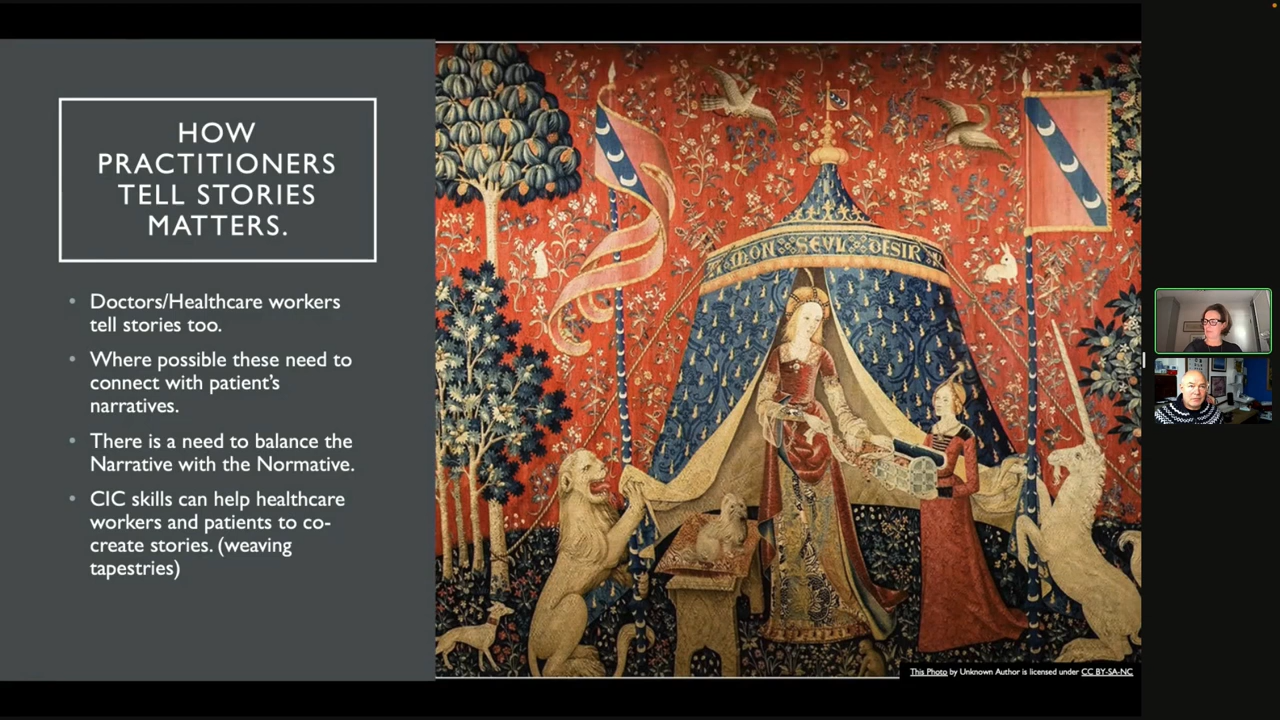 HOW
PRACTITIONERS
TELL STORIES
MATTERS.
• Doctors/Healthcare workers
tell stories too.
• Where possible these need to
connect with patient's
narratives.
• There is a need to balance the
Narrative with the Normative.
• CIC skills can help healthcare
workers and patients to co-
create stories. (weaving
tapestries)
MON SEVL DESIR
This Photo by Unknown Author is licensed under CC BY-SA-NC